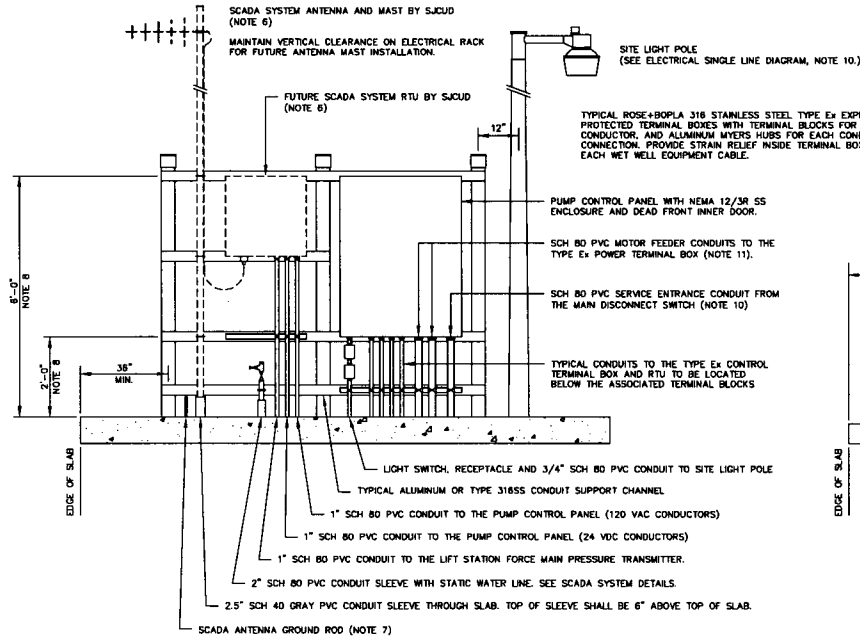 SCADA SYSTEM ANTENNA AND MAST BY SJCUD
(NOTE 6)
MAINTAIN VERTICAL CLEARANCE ON ELECTRICAL RACK
FOR FUTURE ANTENNA MAST INSTALLATION.
SITE LIGHT POLE
(SEE ELECTRICAL SINGLE LINE DIAGRAM, NOTE 10.)
FUTURE SCADA SYSTEM RTU BY SJCUD
(NOTE 6)
12"
TYPICAL ROSE+BOPLA 316 STAINLESS STEEL TYPE Ex
PROTECTED TERMINAL BOXES WITH TERMINAL BLOCKS FOR
CONDUCTOR, AND ALUMINUM MYERS HUBS FOR EACH
CONNECTION. PROVIDE STRAIN RELIEF INSIDE TERMINAL
EACH WET WELL EQUIPMENT CABLE.
PUMP CONTROL PANEL WITH NEMA 12/3R SS
ENCLOSURE AND DEAD FRONT INNER DOOR.
SCH 80 PVC MOTOR FEEDER CONDUITS TO THE
TYPE Ex POWER TERMINAL BOX (NOTE 11).
SCH 80 PVC SERVICE ENTRANCE CONDUIT FROM
THE MAIN DISCONNECT SWITCH (NOTE 10)
6'-0"
NOTE 8
2'-0"
NOTE 8
36"
MIN.
TYPICAL CONDUITS TO THE TYPE Ex CONTROL
TERMINAL BOX AND RTU TO BE LOCATED
BELOW THE ASSOCIATED TERMINAL BLOCKS
EDGE OF SLAB
EDGE OF SLAB
LIGHT SWITCH, RECEPTACLE AND 3/4" SCH 80 PVC CONDUIT TO SITE LIGHT POLE
TYPICAL ALUMINUM OR TYPE 316SS CONDUIT SUPPORT CHANNEL
1" SCH 80 PVC CONDUIT TO THE PUMP CONTROL PANEL (120 VAC CONDUCTORS)
1" SCH 80 PVC CONDUIT TO THE PUMP CONTROL PANEL (24 VDC CONDUCTORS)
1" SCH 80 PVC CONDUIT TO THE LIFT STATION FORCE MAIN PRESSURE TRANSMITTER.
2" SCH 80 PVC CONDUIT SLEEVE WITH STATIC WATER LINE. SEE SCADA SYSTEM DETAILS.
2.5" SCH 40 GRAY PVC CONDUIT SLEEVE THROUGH SLAB. TOP OF SLEEVE SHALL BE 6" ABOVE TOP OF SLAB.
SCADA ANTENNA GROUND ROD (NOTE 7)